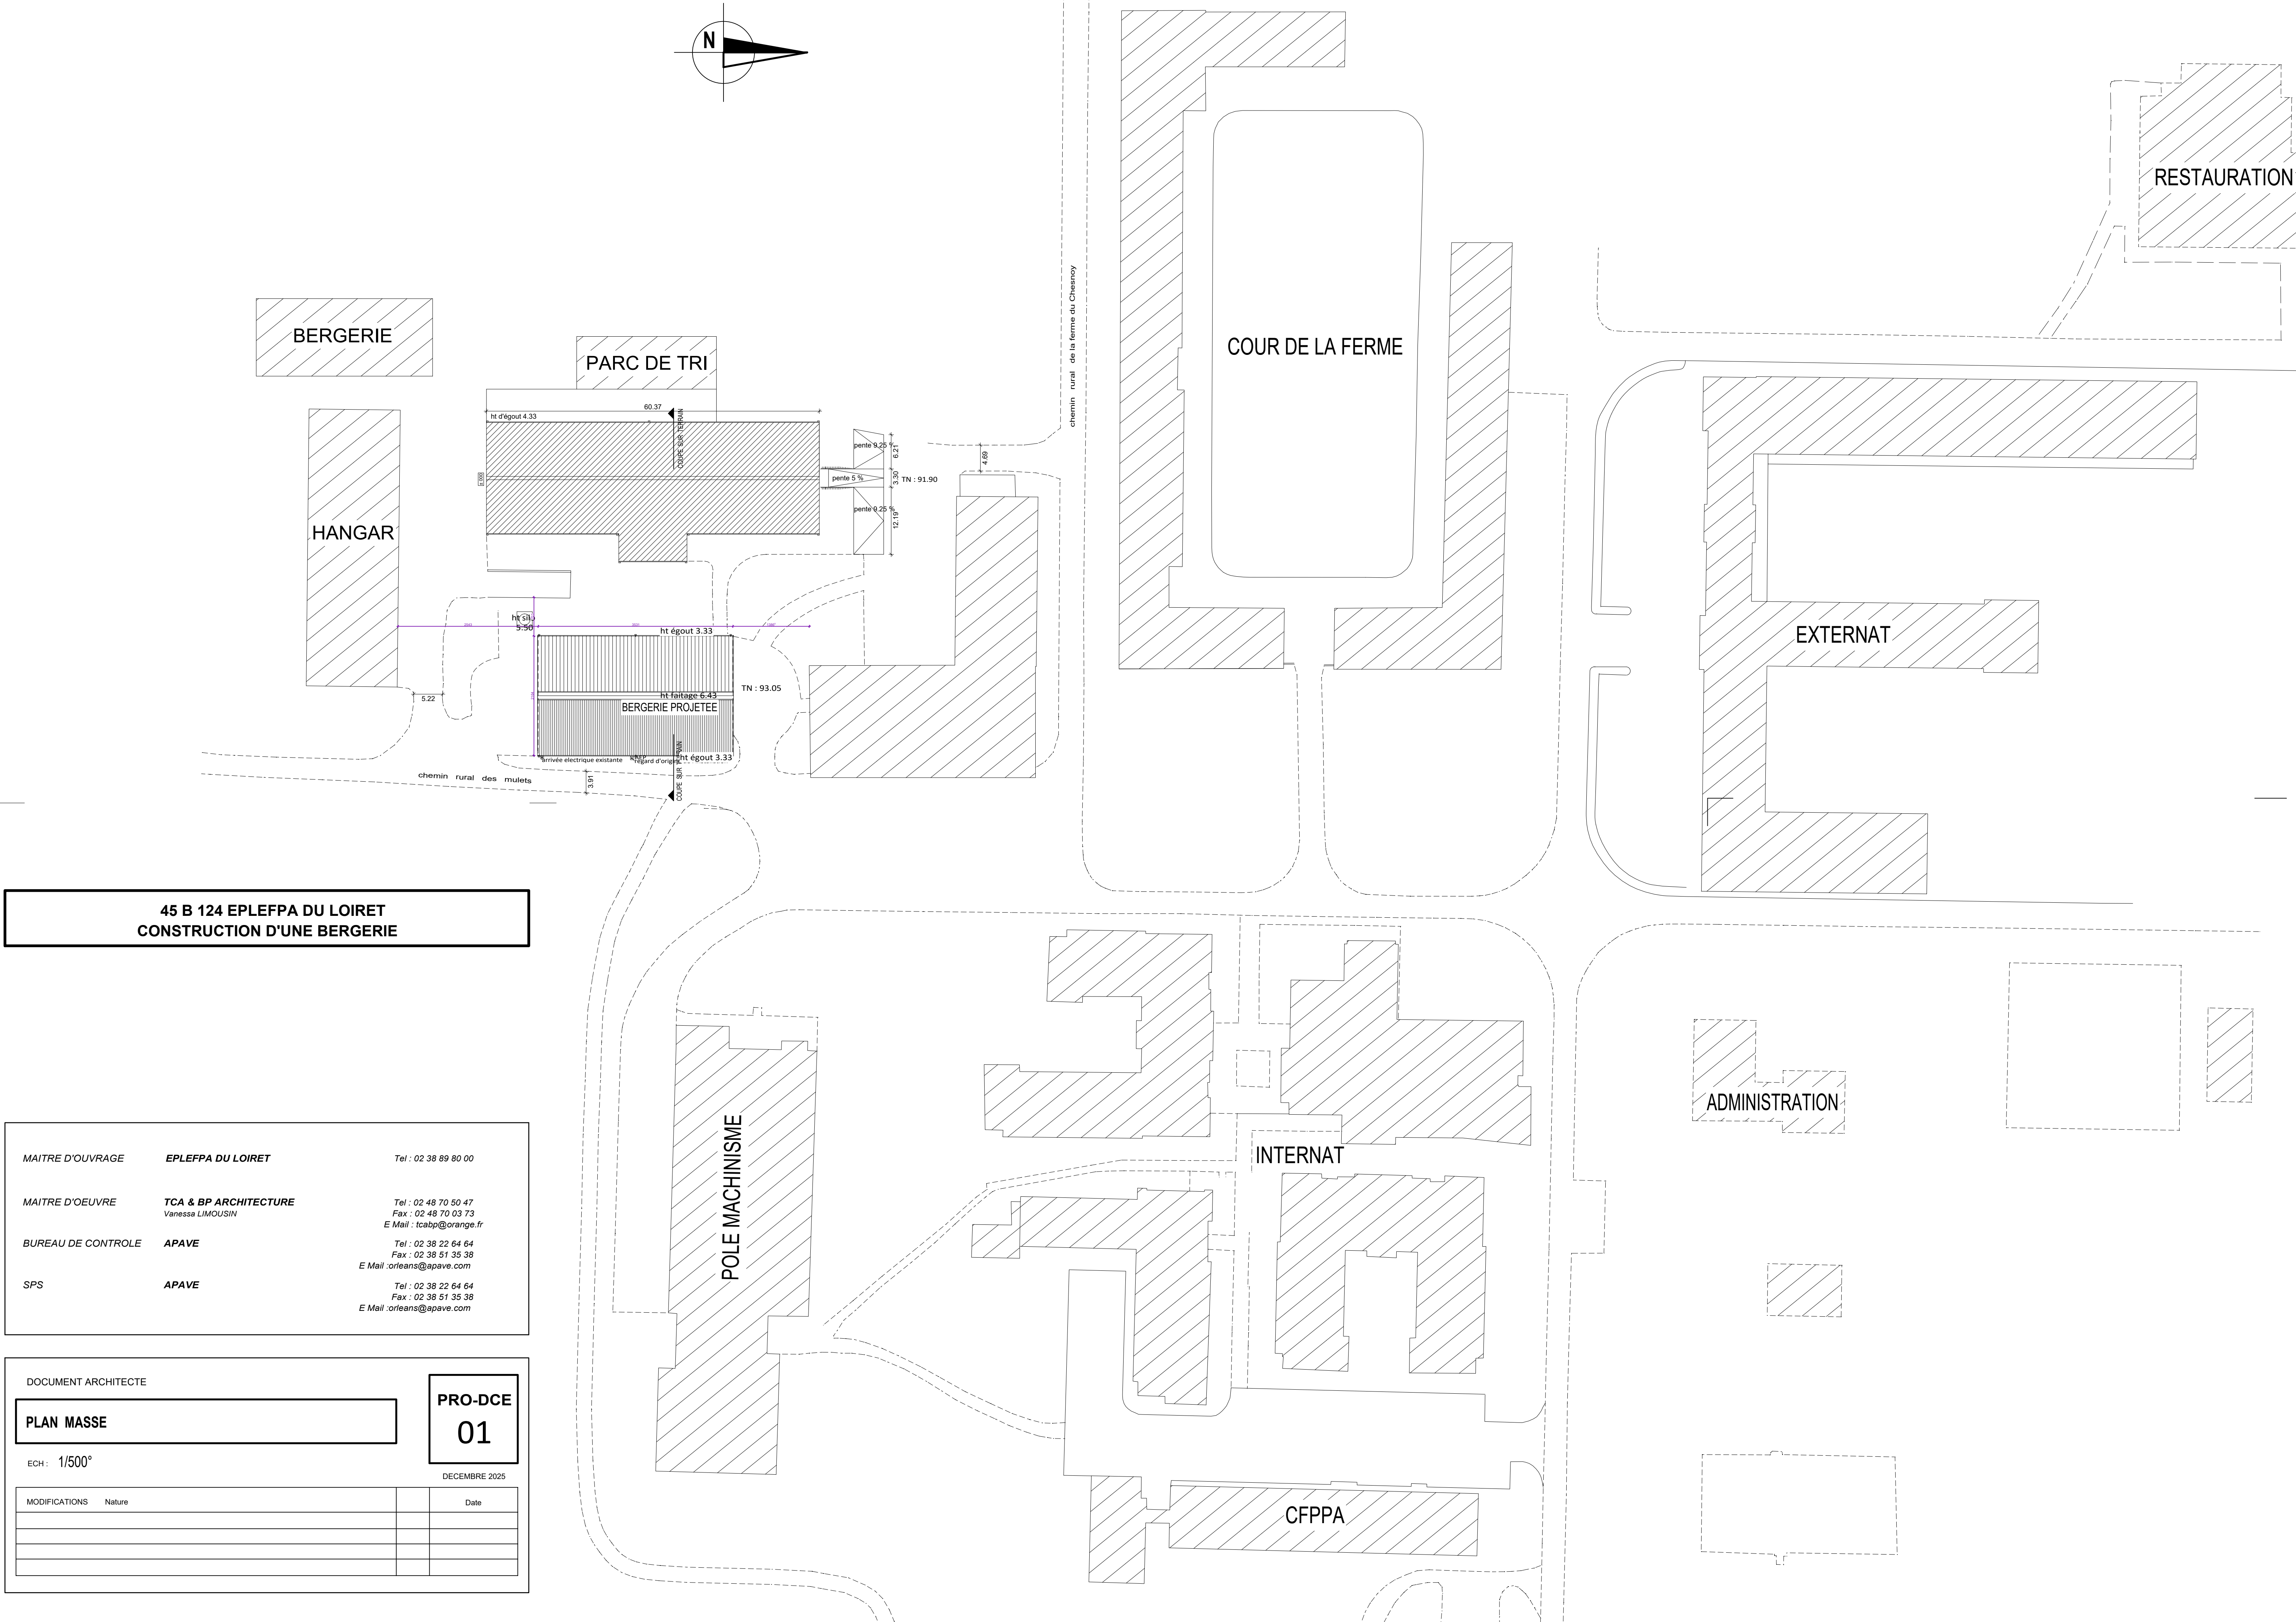 N
RESTAURATION
chemin rural de la ferme du Chesnoy
COUR DE LA FERME
BERGERIE
PARC DE TRI
60.37
ht d'égout 4.33
COUPE SUR TERRAIN
pente 9.25 %
6.21
4.69
pente 5 %
3.30
TN : 91.90
pente 9.25 %
12.19
HANGAR
ht silo
5.50
ht égout 3.33
EXTERNAT
TN : 93.05
ht faitage 6.43
BERGERIE PROJETEE
5.22
arrivée electrique existante
ht égout 3.33
chemin rural des mulets
3.91
COUPE SUR TERRAIN
45 B 124 EPLEFPA DU LOIRET
CONSTRUCTION D'UNE BERGERIE
ADMINISTRATION
POLE MACHINISME
INTERNAT
CFPPA
MAITRE D'OUVRAGE EPLEFPA DU LOIRET Tel : 02 38 89 80 00
MAITRE D'OEUVRE TCA & BP ARCHITECTURE Tel : 02 48 70 50 47
Vanessa LIMOUSIN Fax : 02 48 70 03 73
E Mail : tcabp@orange.fr
BUREAU DE CONTROLE APAVE Tel : 02 38 22 64 64
Fax : 02 38 51 35 38
E Mail :orleans@apave.com
SPS APAVE Tel : 02 38 22 64 64
Fax : 02 38 51 35 38
E Mail :orleans@apave.com
DOCUMENT ARCHITECTE
PLAN MASSE
PRO-DCE
01
ECH : 1/500°
DECEMBRE 2025
MODIFICATIONS Nature Date